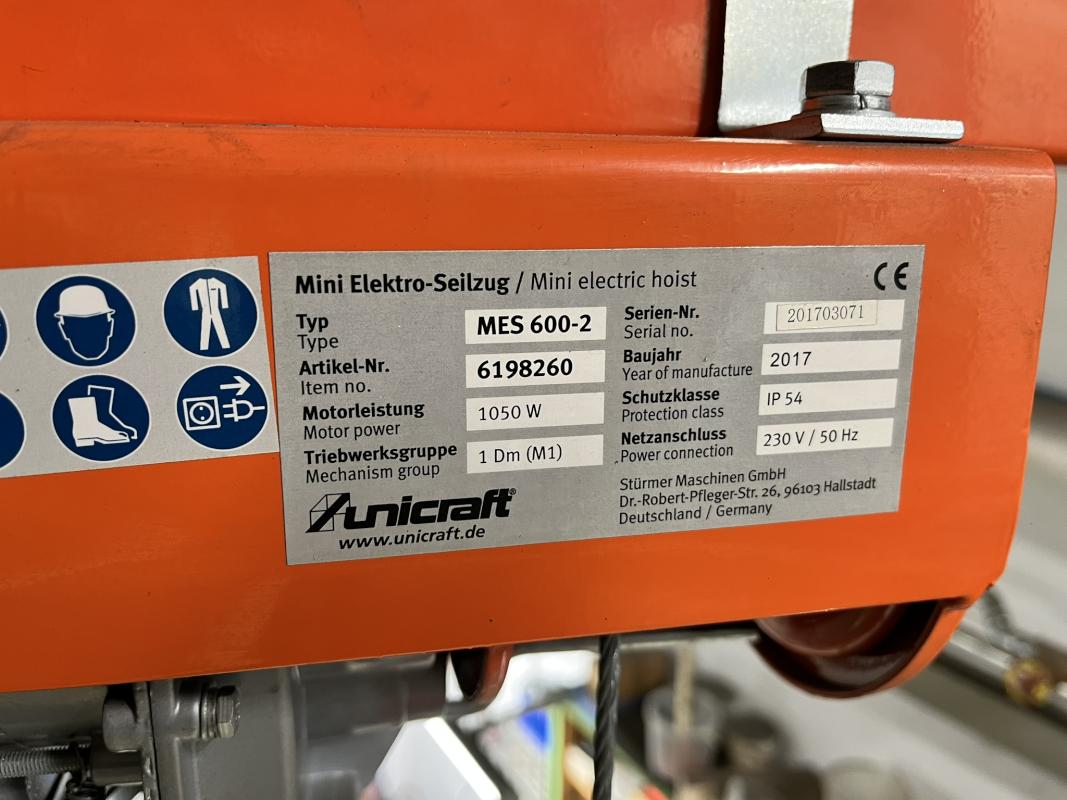 Mini Elektro-Seilzug / Mini electric hoist
CE
Typ
Type
MES 600-2
Artikel-Nr.
Item no.
6198260
Motorleistung
Motor power
1050 W
Triebwerksgruppe
Mechanism group
1 Dm (M1)
Serien-Nr.
Serial no.
201703071
Baujahr
Year of manufacture
2017
Schutzklasse
Protection class
IP 54
Netzanschluss
Power connection
230 V / 50 Hz
unicraft®
www.unicraft.de
Stürmer Maschinen GmbH
Dr.-Robert-Pfleger-Str. 26, 96103 Hallstadt
Deutschland / Germany